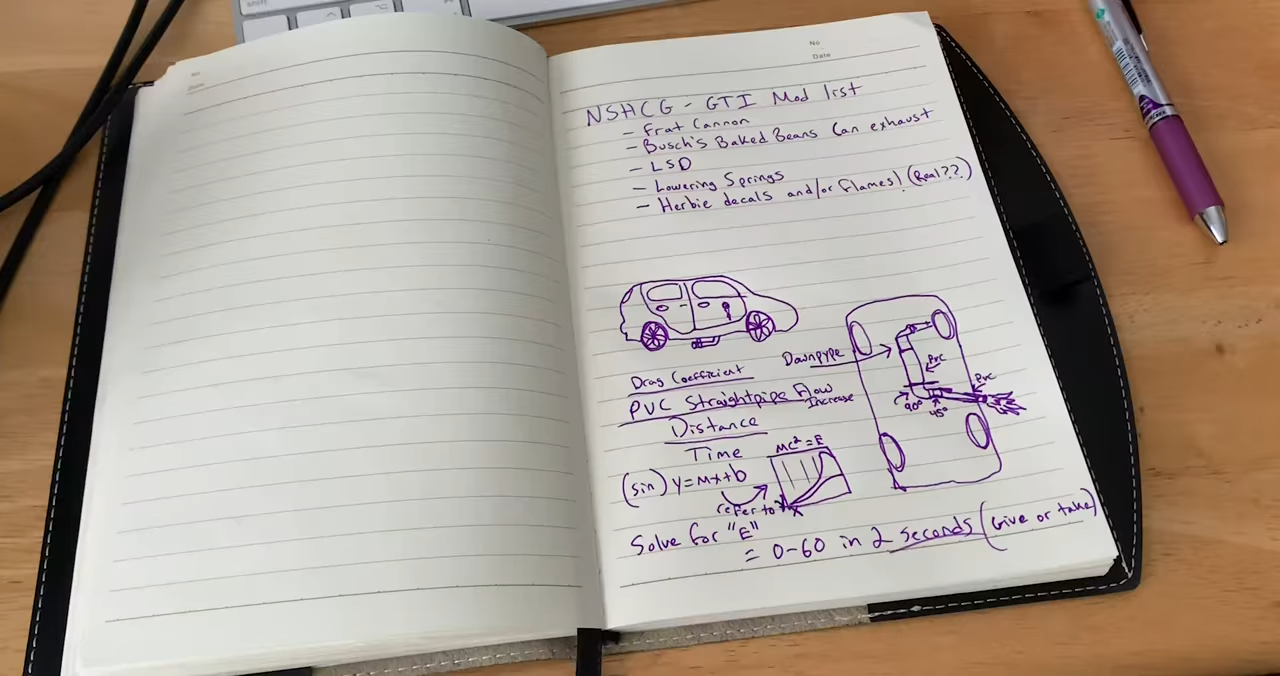 No
Date
NSHCG - GTI Mod list
- Frat Cannon
- Busch's Baked Beans Can exhaust
- LSD
- Lowering Springs
- Herbie decals and/or flames! (Real??)
Downpype
PVC
PVC
90°
45°
Drag Coefficient
PVC Straightpipe Flow Increase
Distance
Time
MC² = E
(sin) y=mx+b
refer to
Solve for "E"
= 0-60 in 2 seconds (Give or take)